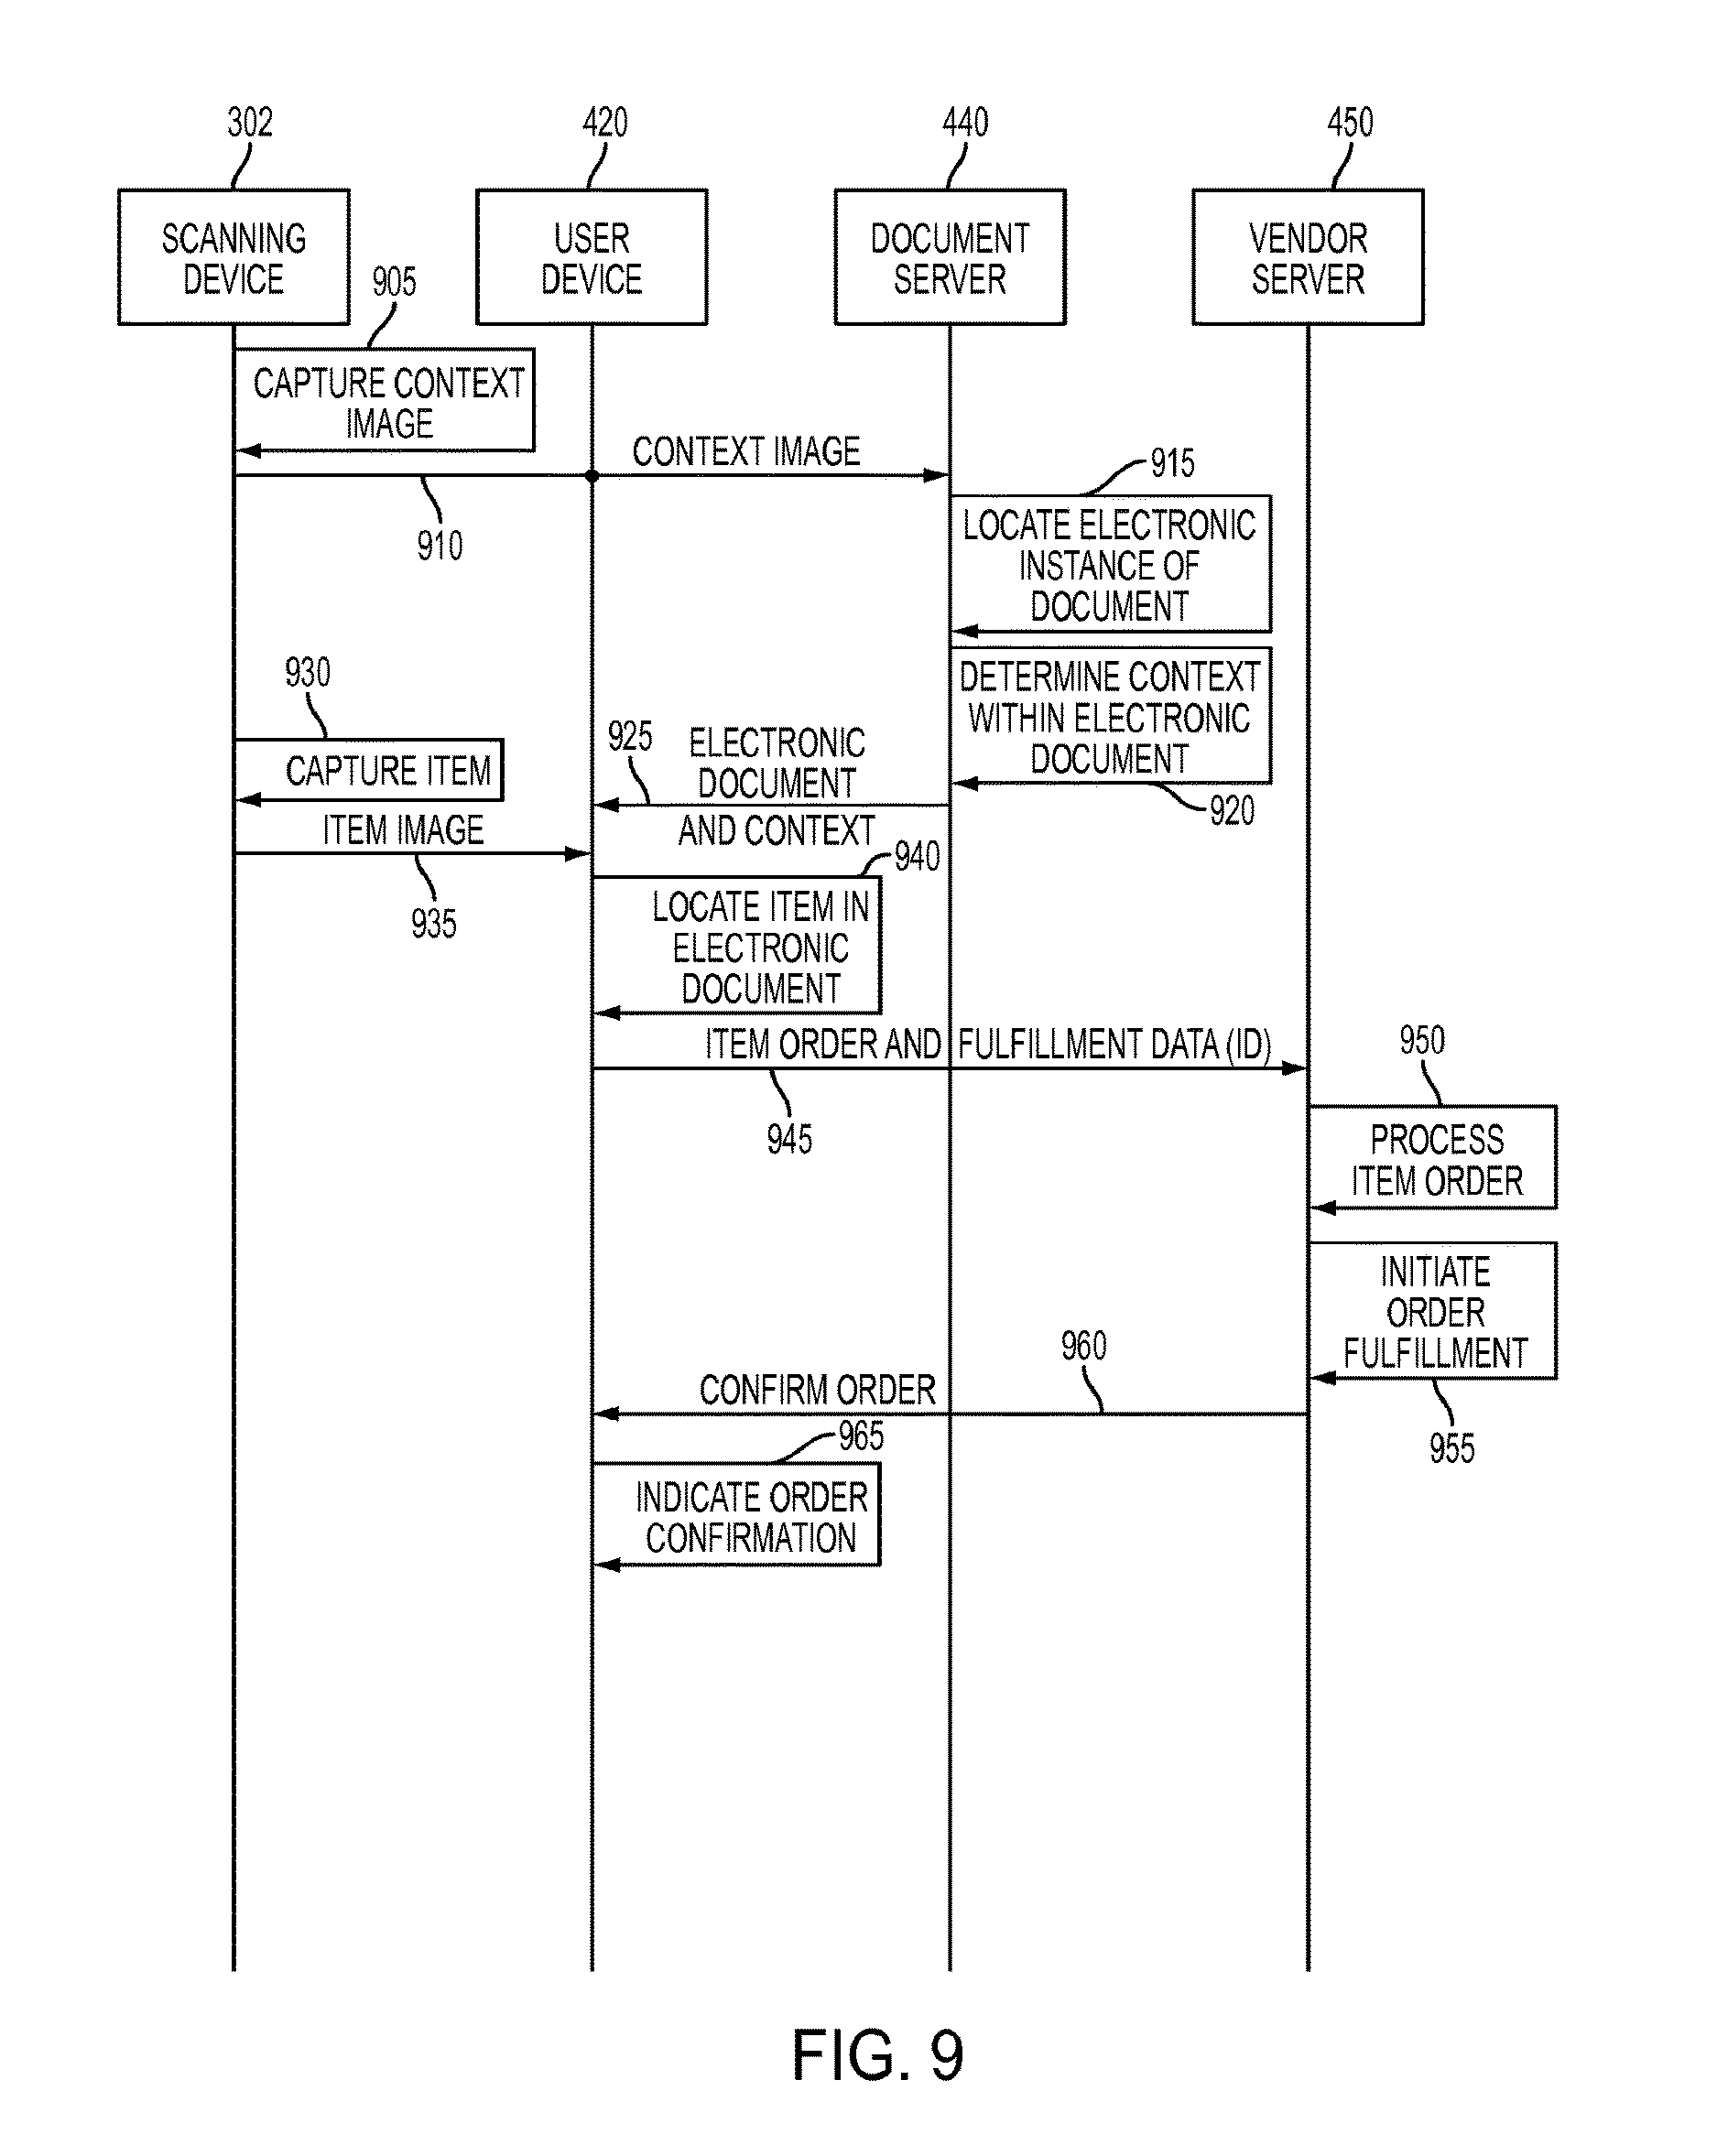 302
420
440
450
SCANNING
DEVICE
USER
DEVICE
DOCUMENT
SERVER
VENDOR
SERVER
905
CAPTURE CONTEXT
IMAGE
CONTEXT IMAGE
910
915
LOCATE ELECTRONIC
INSTANCE OF
DOCUMENT
DETERMINE CONTEXT
WITHIN ELECTRONIC
DOCUMENT
920
930
CAPTURE ITEM
925
ELECTRONIC
DOCUMENT
AND CONTEXT
ITEM IMAGE
935
940
LOCATE ITEM IN
ELECTRONIC
DOCUMENT
ITEM ORDER AND FULFILLMENT DATA (ID)
945
950
PROCESS
ITEM ORDER
INITIATE
ORDER
FULFILLMENT
955
960
CONFIRM ORDER
965
INDICATE ORDER
CONFIRMATION
FIG. 9